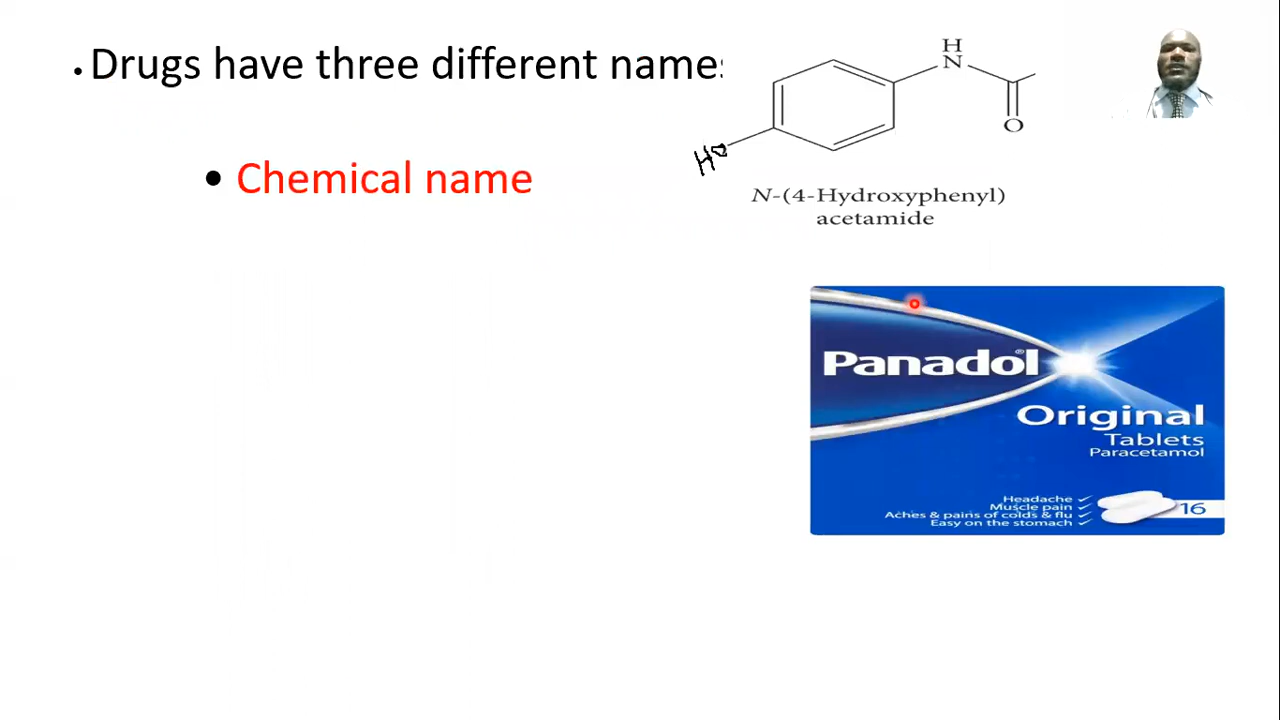 • Drugs have three different names
• Chemical name
H
N
O
HO
N-(4-Hydroxyphenyl)
acetamide
Panadol®
Original
Tablets
Paracetamol
Headache ✓
Muscle pain ✓
Aches & pains of colds & flu ✓
Easy on the stomach ✓
16